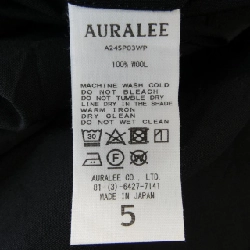 AURALEE
A24SP03WP
100% WOOL
MACHINE WASH COLD
DO NOT BLEACH
DO NOT TUMBLE DRY
LINE DRY IN THE SHADE
WARM IRON
DRY CLEAN
DO NOT WET CLEAN
AURALEE CO., LTD.
81-(3)-6427-7141
MADE IN JAPAN
5